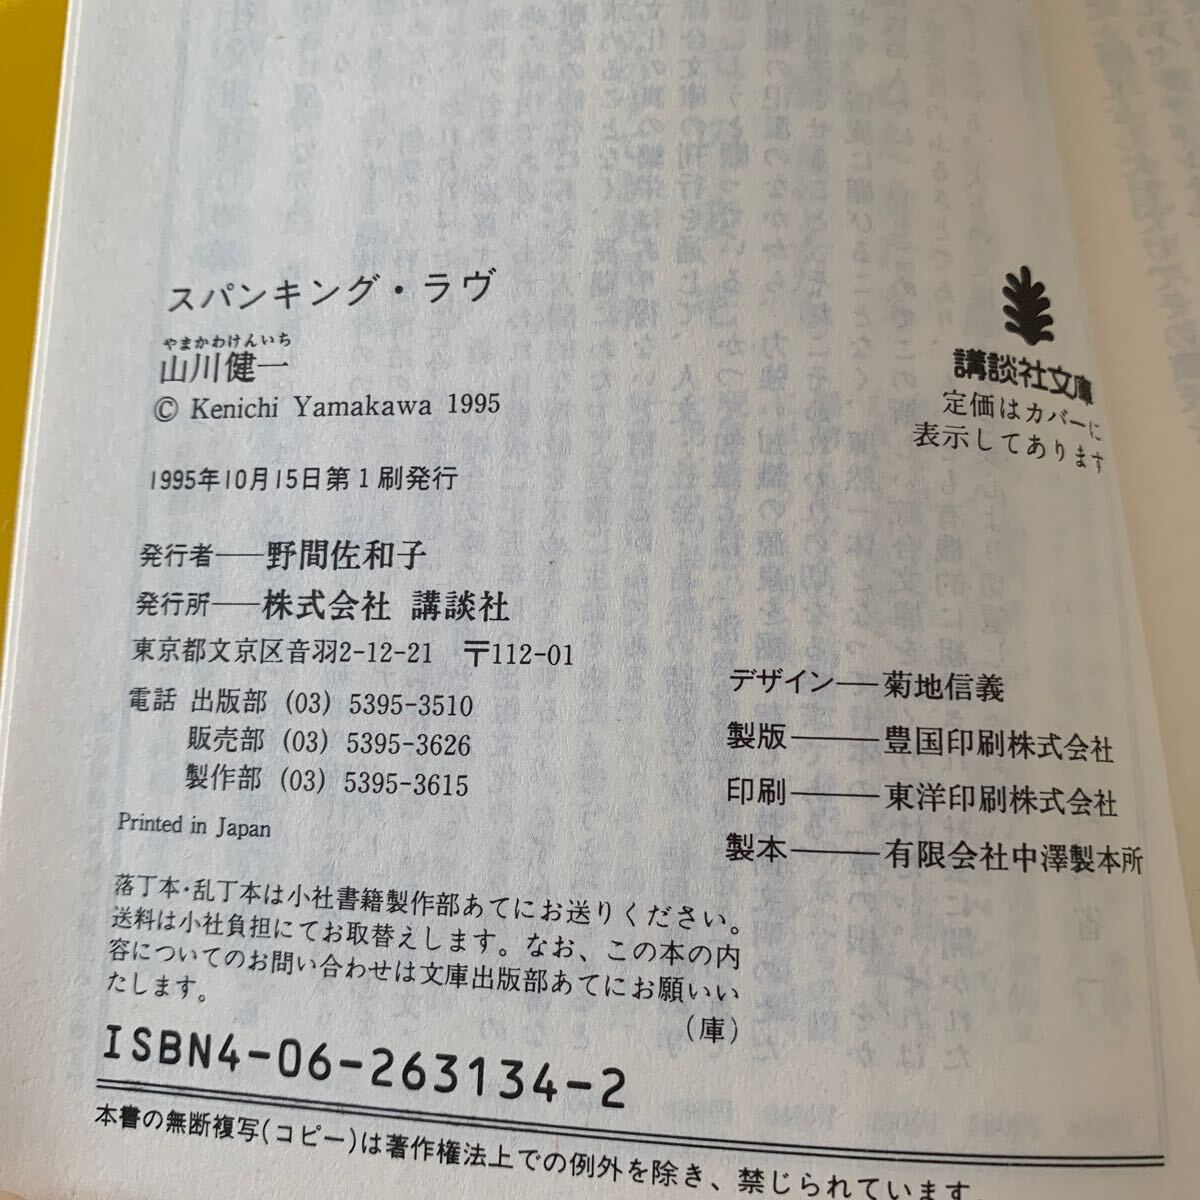 スパンキング・ラヴ
やまかわけんいち
山川健一
© Kenichi Yamakawa 1995
1995年10月15日第1刷発行
講談社文庫
定価はカバーに
表示してあります
発行者——野間佐和子
発行所——株式会社 講談社
東京都文京区音羽2-12-21 〒112-01
電話 出版部 (03) 5395-3510
販売部 (03) 5395-3626
製作部 (03) 5395-3615
Printed in Japan
デザイン——菊地信義
製版———豊国印刷株式会社
印刷———東洋印刷株式会社
製本———有限会社中澤製本所
落丁本・乱丁本は小社書籍製作部あてにお送りください。
送料は小社負担にてお取替えします。なお、この本の内
容についてのお問い合わせは文庫出版部あてにお願いい
たします。
(庫)
ISBN4-06-263134-2
本書の無断複写(コピー)は著作権法上での例外を除き、禁じられています。